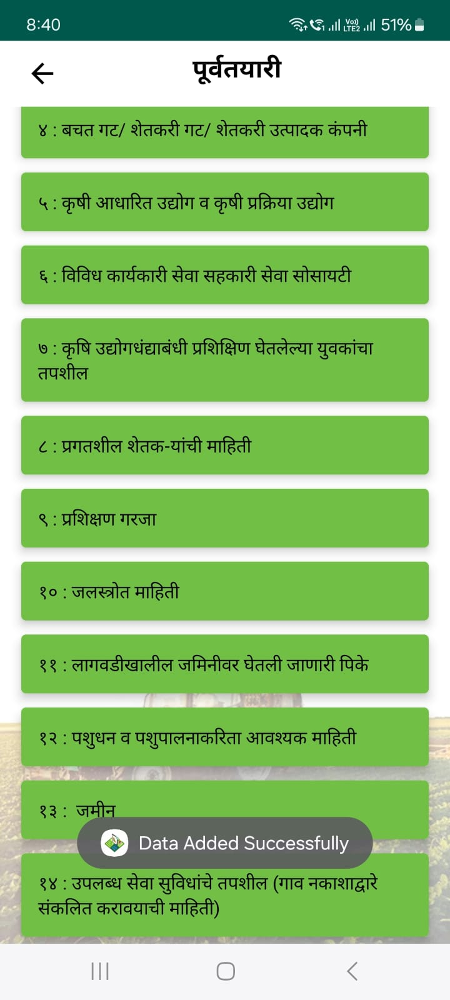 8:40
Vo)) LTE2 51%
पूर्वतयारी
४ : बचत गट/ शेतकरी गट/ शेतकरी उत्पादक कंपनी
५ : कृषी आधारित उद्योग व कृषी प्रक्रिया उद्योग
६ : विविध कार्यकारी सेवा सहकारी सेवा सोसायटी
७ : कृषि उद्योगधंद्याबंधी प्रशिक्षिण घेतलेल्या युवकांचा
तपशील
८ : प्रगतशील शेतक-यांची माहिती
९ : प्रशिक्षण गरजा
१० : जलस्त्रोत माहिती
११ : लागवडीखालील जमिनीवर घेतली जाणारी पिके
१२ : पशुधन व पशुपालनाकरिता आवश्यक माहिती
१३ : जमीन
Data Added Successfully
१४ : उपलब्ध सेवा सुविधांचे तपशील (गाव नकाशाद्वारे
संकलित करावयाची माहिती)